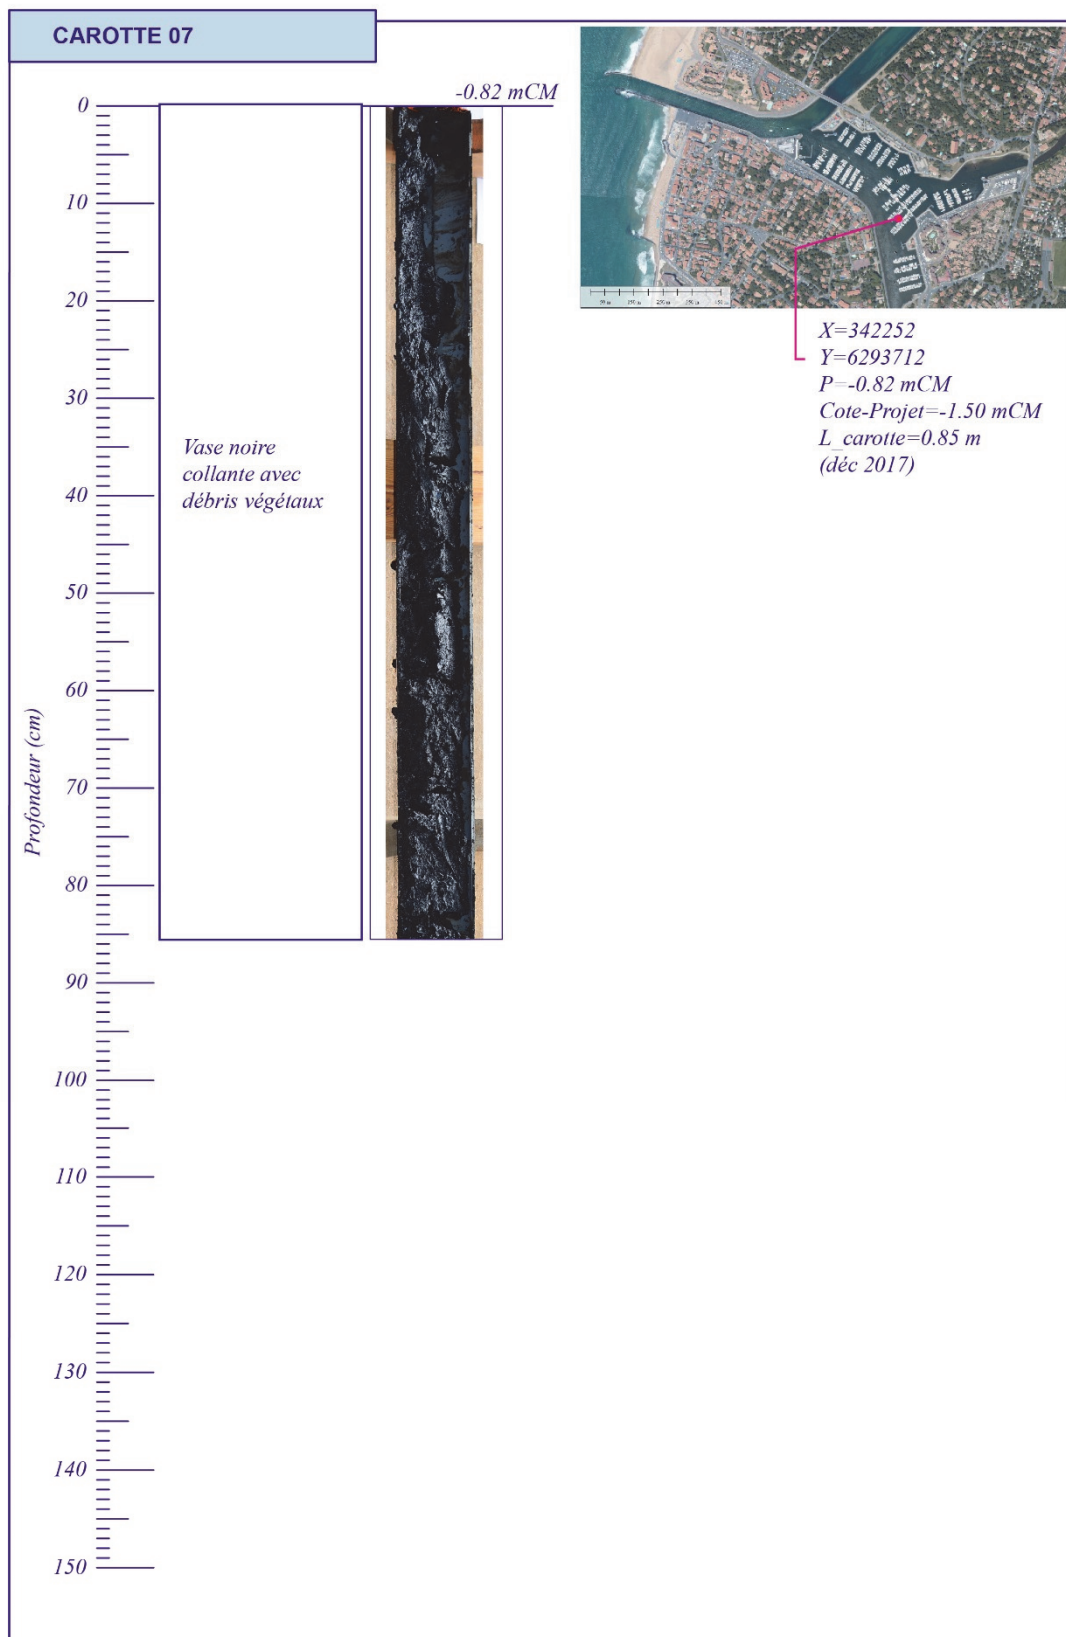 CAROTTE 07
-0.82 mCM
0
10
20
30
40
50
60
70
80
90
100
110
120
130
140
150
Profondeur (cm)
Vase noire
collante avec
débris végétaux
X=342252
Y=6293712
P=-0.82 mCM
Cote-Projet=-1.50 mCM
L_carotte=0.85 m
(déc 2017)